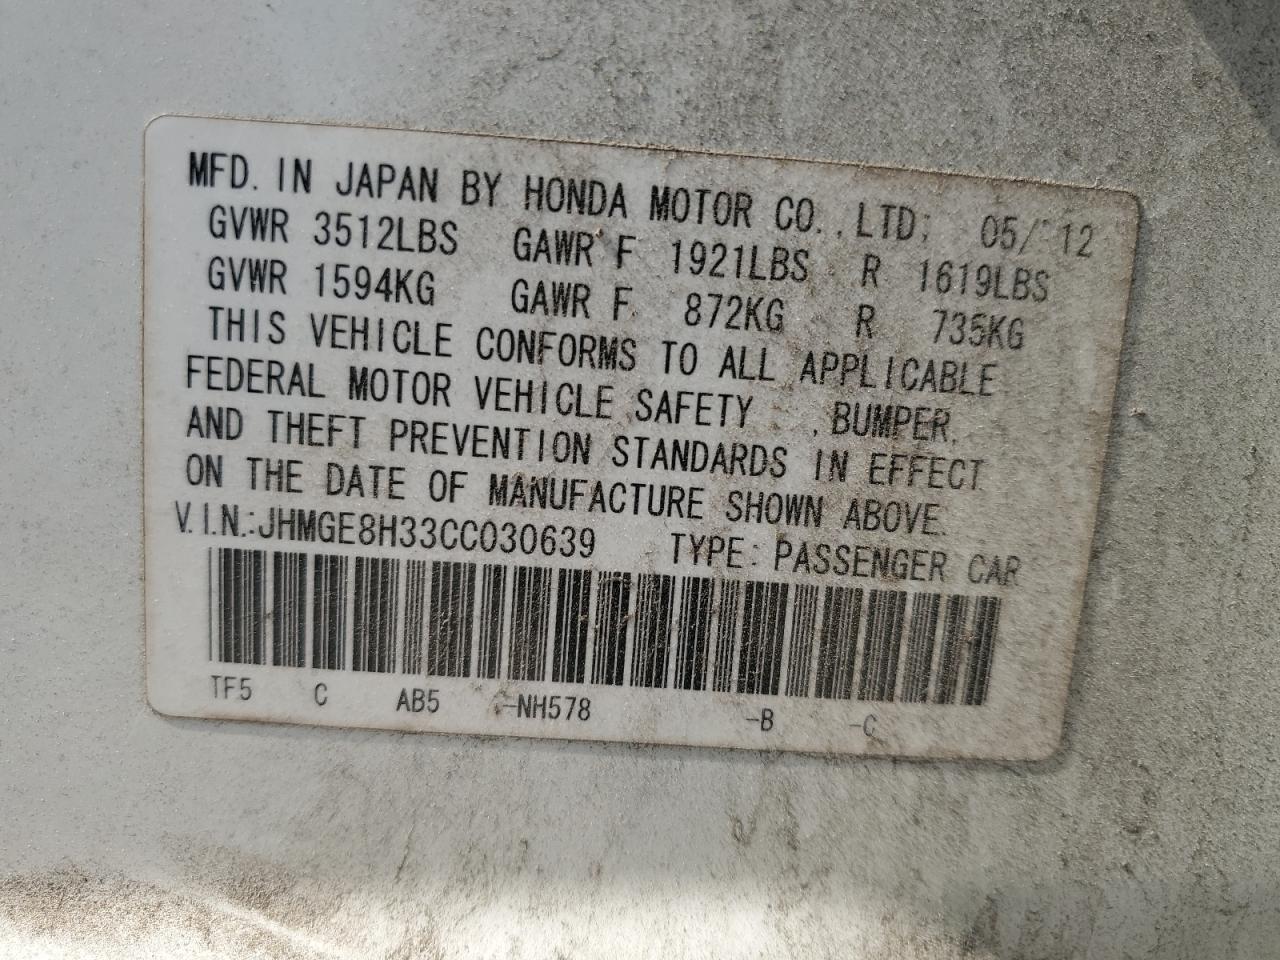 MFD. IN JAPAN BY HONDA MOTOR CO.,LTD; 05/ 12
GVWR 3512LBS GAWR F 1921LBS R 1619LBS
GVWR 1594KG GAWR F 872KG R 735KG
THIS VEHICLE CONFORMS TO ALL APPLICABLE
FEDERAL MOTOR VEHICLE SAFETY , BUMPER,
AND THEFT PREVENTION STANDARDS IN EFFECT
ON THE DATE OF MANUFACTURE SHOWN ABOVE.
V.I.N.:JHMGE8H33CC030639 TYPE: PASSENGER CAR
TF5 C AB5 -NH578 -B -C